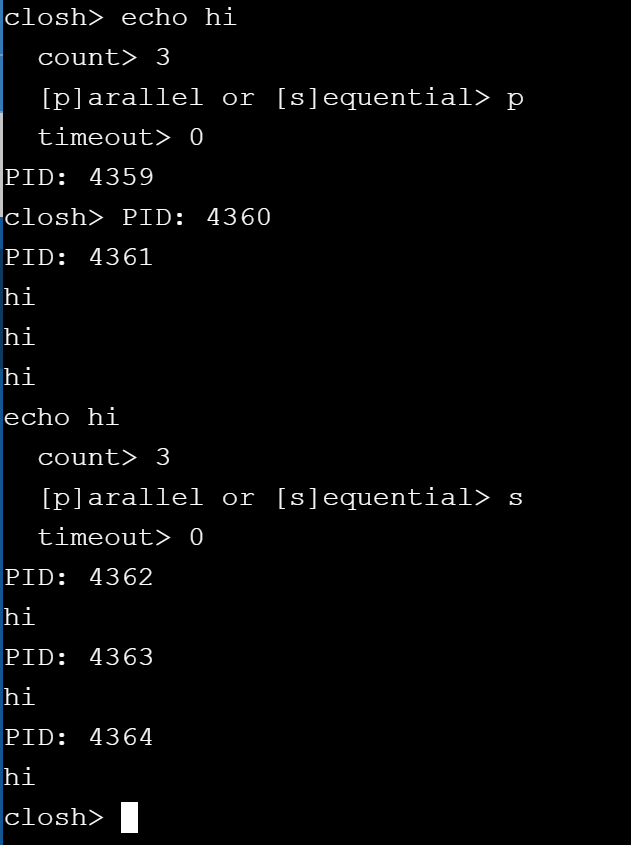 closh> echo hi
  count> 3
  [p]arallel or [s]equential> p
  timeout> 0
PID: 4359
closh> PID: 4360
PID: 4361
hi
hi
hi
echo hi
  count> 3
  [p]arallel or [s]equential> s
  timeout> 0
PID: 4362
hi
PID: 4363
hi
PID: 4364
hi
closh>